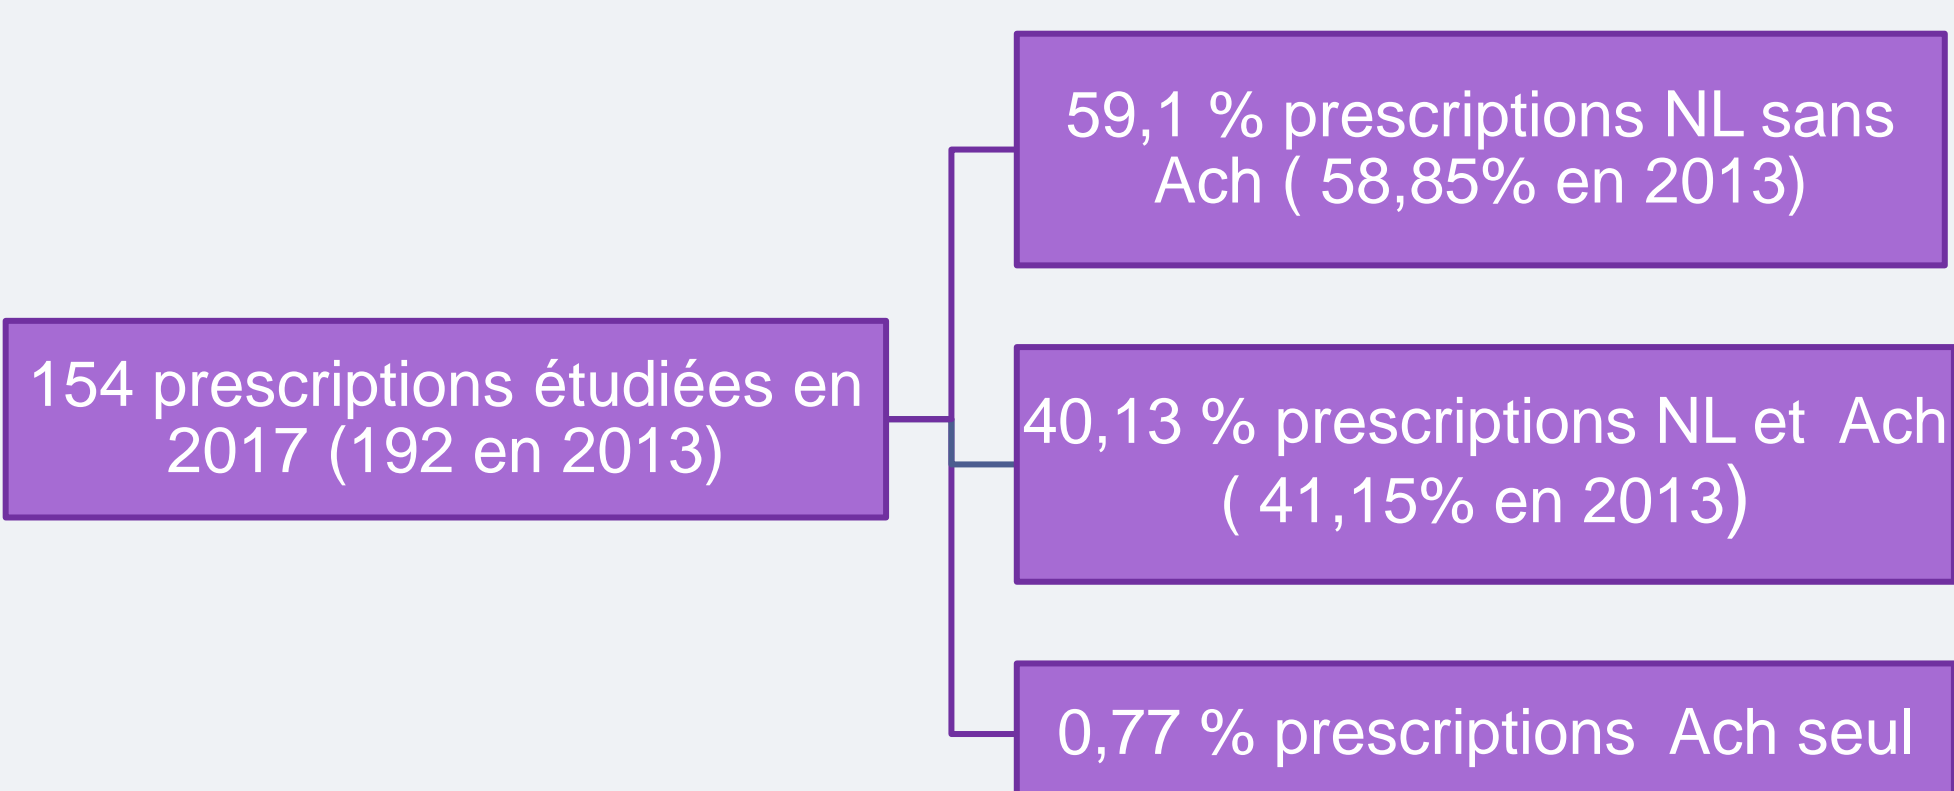 59,1 % prescriptions NL sans
Ach ( 58,85% en 2013)
154 prescriptions étudiées en
2017 (192 en 2013)
40,13 % prescriptions NL et  Ach
( 41,15% en 2013)
0,77 % prescriptions  Ach seul